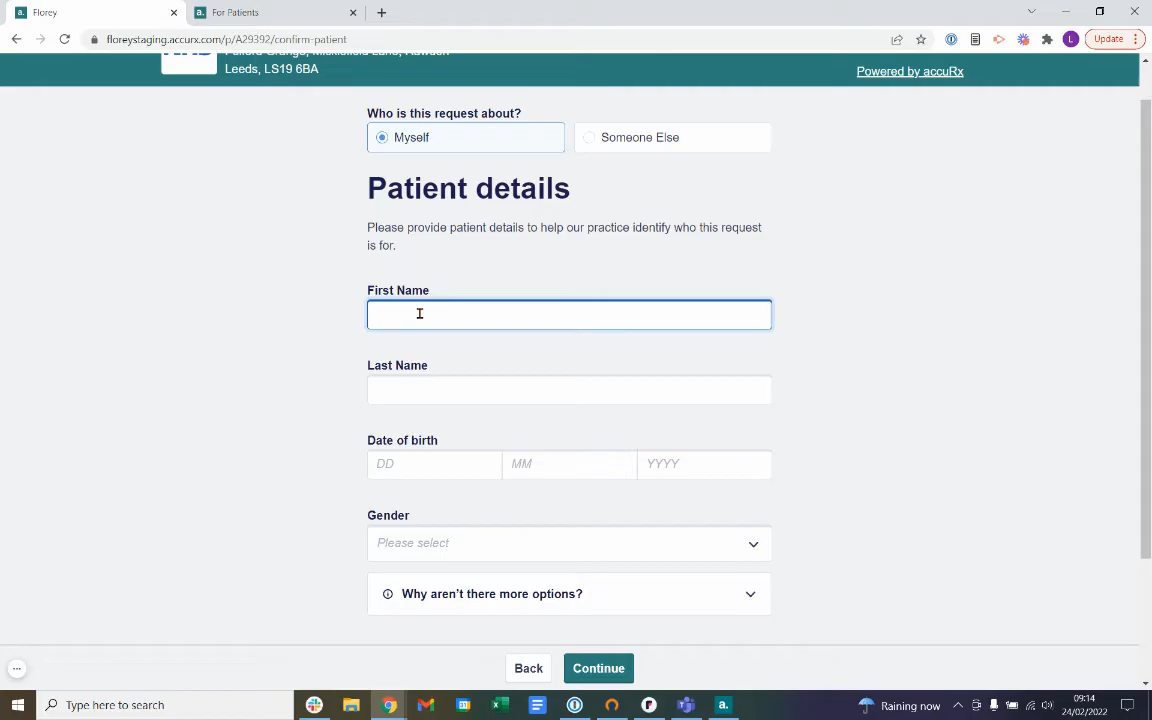 Florey
For Patients
floreystaging.accurx.com/p/A29392/confirm-patient
Update
Leeds, LS19 6BA
Powered by accuRx
Who is this request about?
Myself
Someone Else
Patient details
Please provide patient details to help our practice identify who this request
is for.
First Name
Last Name
Date of birth
DD MM YYYY
Gender
Please select
Why aren't there more options?
Back
Continue
Type here to search
Raining now
09:14
24/02/2022